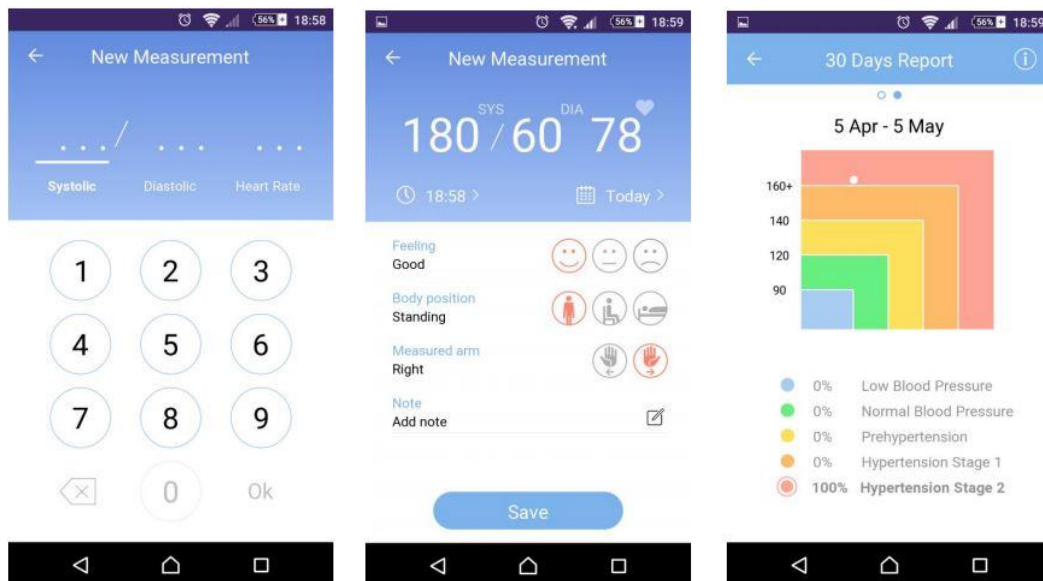 56% 18:58
New Measurement
... / ... ...
Systolic Diastolic Heart Rate
1 2 3
4 5 6
7 8 9
0 Ok
56% 18:59
New Measurement
SYS DIA
180 / 60 78
18:58 > Today >
Feeling
Good
Body position
Standing
Measured arm
Right
Note
Add note
Save
56% 18:59
30 Days Report
5 Apr - 5 May
160+
140
120
90
0% Low Blood Pressure
0% Normal Blood Pressure
0% Prehypertension
0% Hypertension Stage 1
100% Hypertension Stage 2